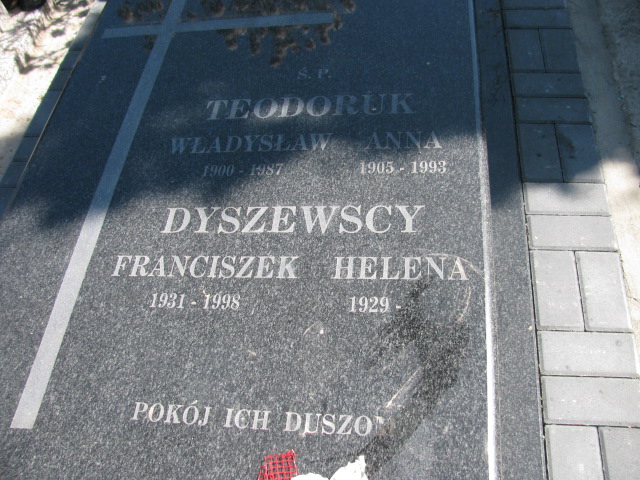 Ś. P.
TEODORUK
WŁADYSŁAW ANNA
1900 - 1987 1905 - 1993
DYSZEWSCY
FRANCISZEK HELENA
1931 - 1998 1929 -
POKÓJ ICH DUSZOM